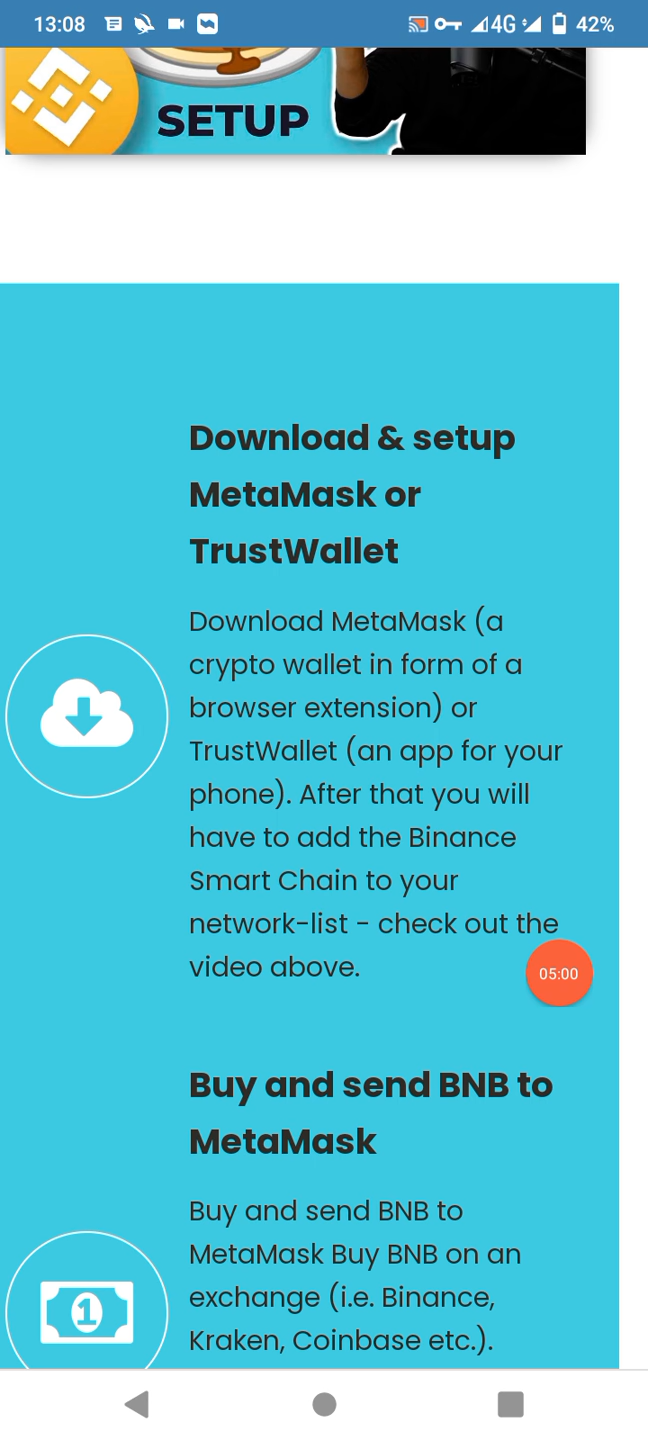 13:08
4G
42%
SETUP
Download & setup
MetaMask or
TrustWallet
Download MetaMask (a
crypto wallet in form of a
browser extension) or
TrustWallet (an app for your
phone). After that you will
have to add the Binance
Smart Chain to your
network-list - check out the
video above.
05:00
Buy and send BNB to
MetaMask
1
Buy and send BNB to
MetaMask Buy BNB on an
exchange (i.e. Binance,
Kraken, Coinbase etc.).